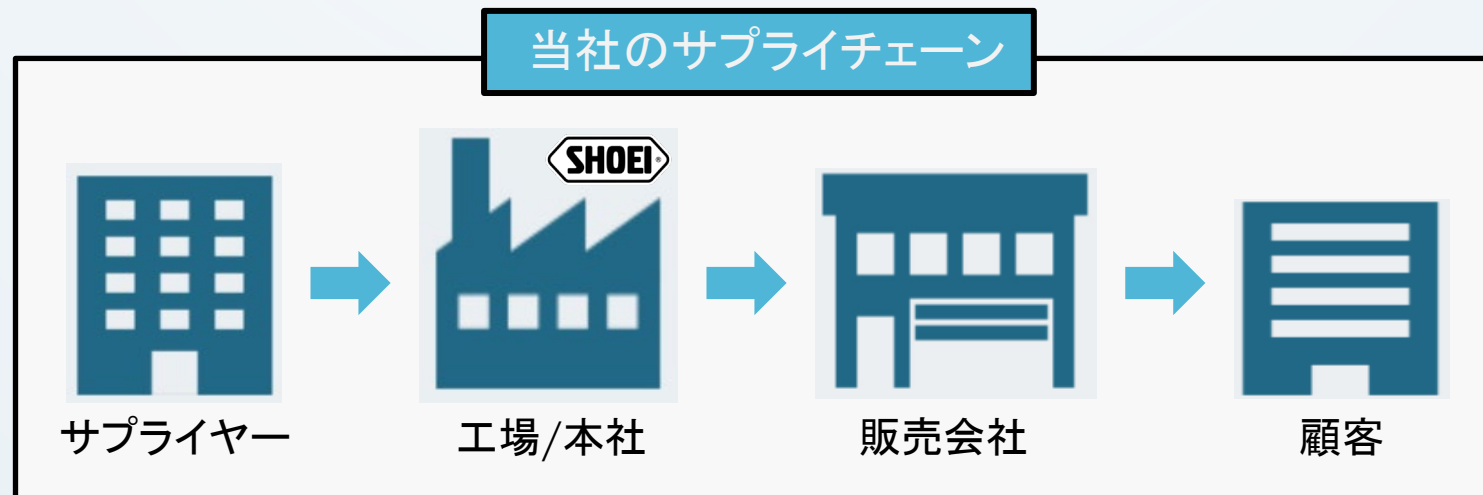 当社のサプライチェーン
SHOEI®
サプライヤー
工場/本社
販売会社
顧客